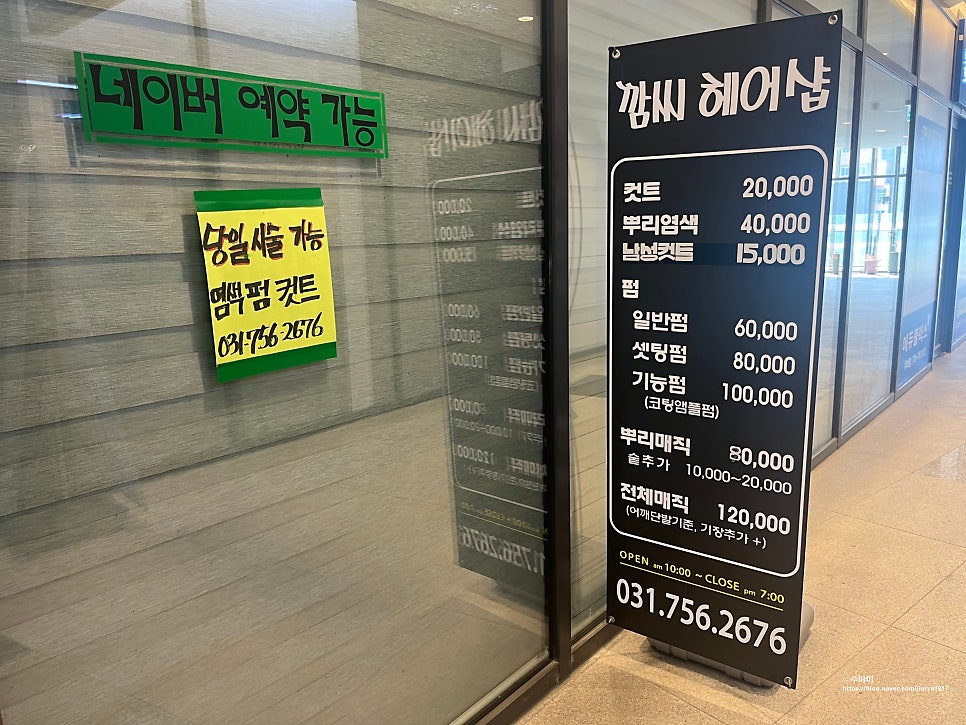 네이버 예약 가능
당일 시술 가능
염색 펌 컷트
031-756-2676
깜씨 헤어샵
컷트 20,000
뿌리염색 40,000
남성컷트 15,000
펌
일반펌 60,000
셋팅펌 80,000
기능펌 100,000
(코팅앰플펌)
뿌리매직 80,000
숱추가 10,000~20,000
전체매직 120,000
(어깨단발기준, 기장추가 +)
OPEN am 10:00 ~ CLOSE pm 7:00
031.756.2676
에듀플렉스